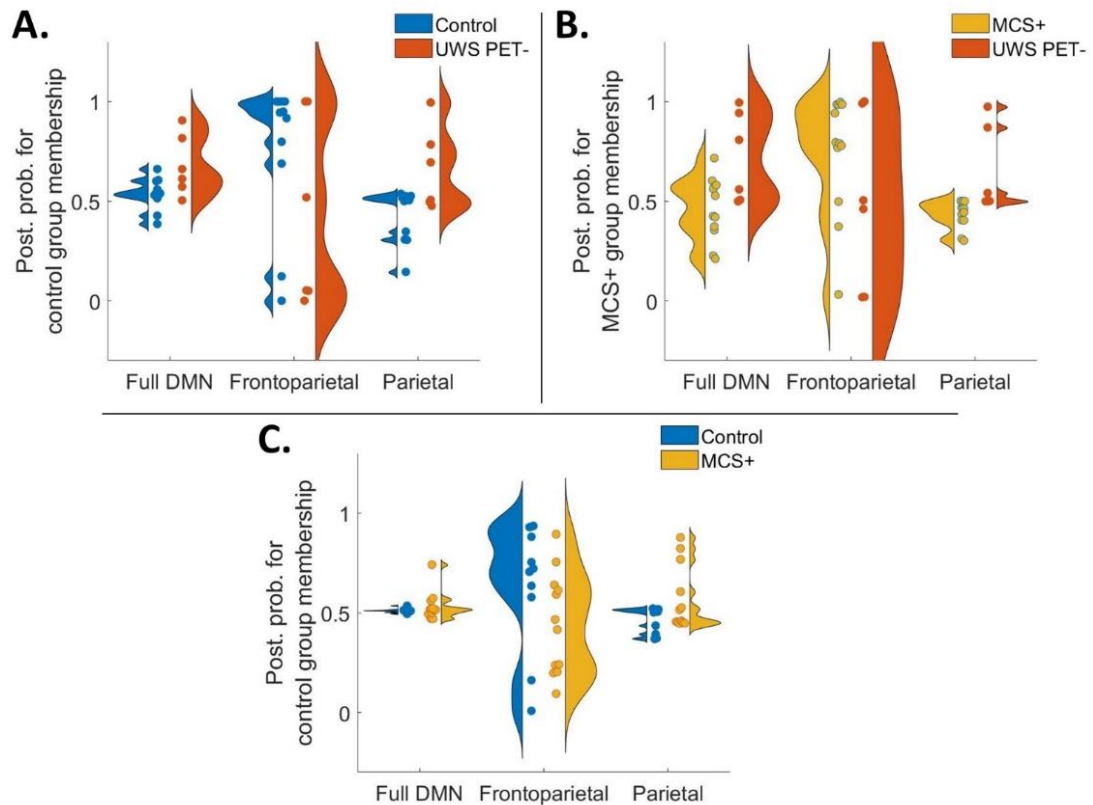 A.
Control
UWS PET-
Post. prob. for
control group membership
1
0.5
0
Full DMN Frontoparietal Parietal
B.
MCS+
UWS PET-
Post. prob. for
MCS+ group membership
1
0.5
0
Full DMN Frontoparietal Parietal
C.
Control
MCS+
Post. prob. for
control group membership
1
0.5
0
Full DMN Frontoparietal Parietal